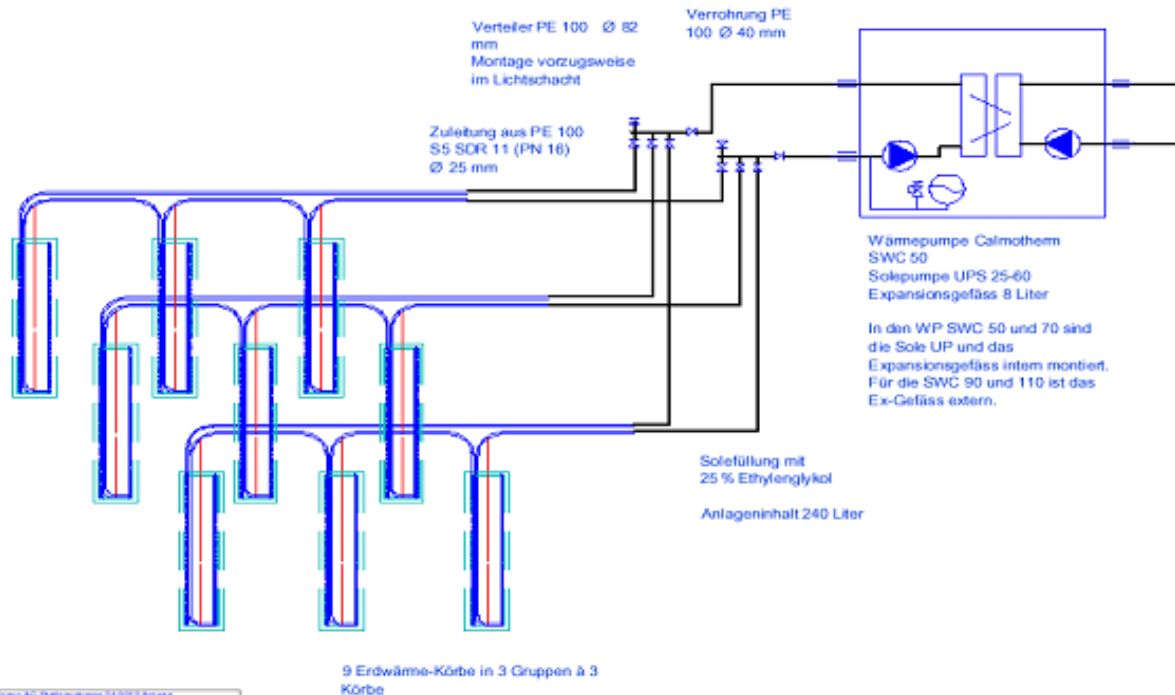 Verteiler PE 100 Ø 82
mm
Montage vorzugsweise
im Lichtschacht
Verrohrung PE
100 Ø 40 mm
Zuleitung aus PE 100
S5 SDR 11 (PN 16)
Ø 25 mm
Wärmepumpe Calmotherm
SWC 50
Solepumpe UPS 25-60
Expansionsgefäss 8 Liter
In den WP SWC 50 und 70 sind
die Sole UP und das
Expansionsgefäss intern montiert.
Für die SWC 90 und 110 ist das
Ex-Gefäss extern.
Solefüllung mit
25 % Ethylenglykol
Anlageninhalt 240 Liter
9 Erdwärme-Körbe in 3 Gruppen à 3
Körbe